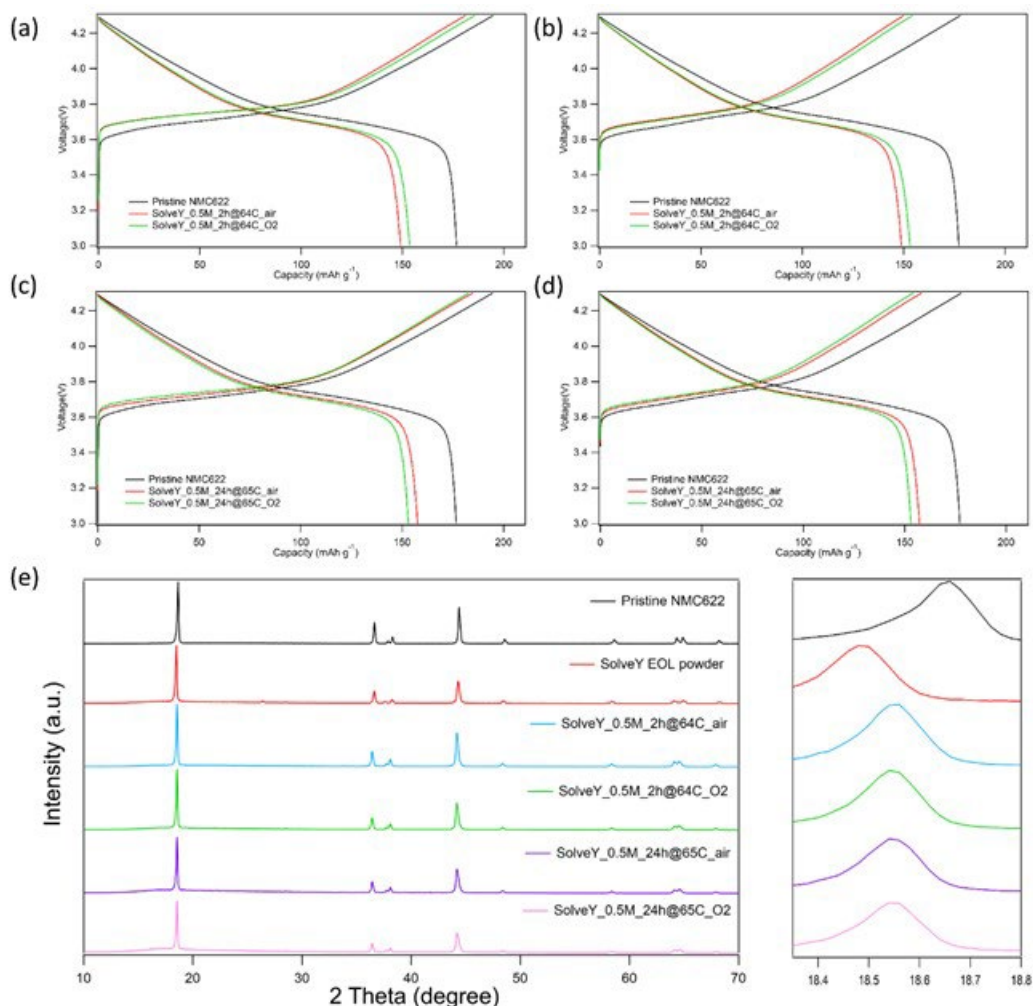 (a)
4.2
4.0
3.8
3.6
3.4
3.2
3.0
Voltage(V)
Pristine NMC622
SolveY_0.5M_2h@64C_air
SolveY_0.5M_2h@64C_O2
0 50 100 150 200
Capacity (mAh g⁻¹)
(b)
4.2
4.0
3.8
3.6
3.4
3.2
3.0
Voltage(V)
Pristine NMC622
SolveY_0.5M_2h@64C_air
SolveY_0.5M_2h@64C_O2
0 50 100 150 200
Capacity (mAh g⁻¹)
(c)
4.2
4.0
3.8
3.6
3.4
3.2
3.0
Voltage(V)
Pristine NMC622
SolveY_0.5M_24h@65C_air
SolveY_0.5M_24h@65C_O2
0 50 100 150 200
Capacity (mAh g⁻¹)
(d)
4.2
4.0
3.8
3.6
3.4
3.2
3.0
Voltage(V)
Pristine NMC622
SolveY_0.5M_24h@65C_air
SolveY_0.5M_24h@65C_O2
0 50 100 150 200
Capacity (mAh g⁻¹)
(e)
Intensity (a.u.)
Pristine NMC622
SolveY EOL powder
SolveY_0.5M_2h@64C_air
SolveY_0.5M_2h@64C_O2
SolveY_0.5M_24h@65C_air
SolveY_0.5M_24h@65C_O2
10 20 30 40 50 60 70
2 Theta (degree)
18.4 18.5 18.6 18.7 18.8